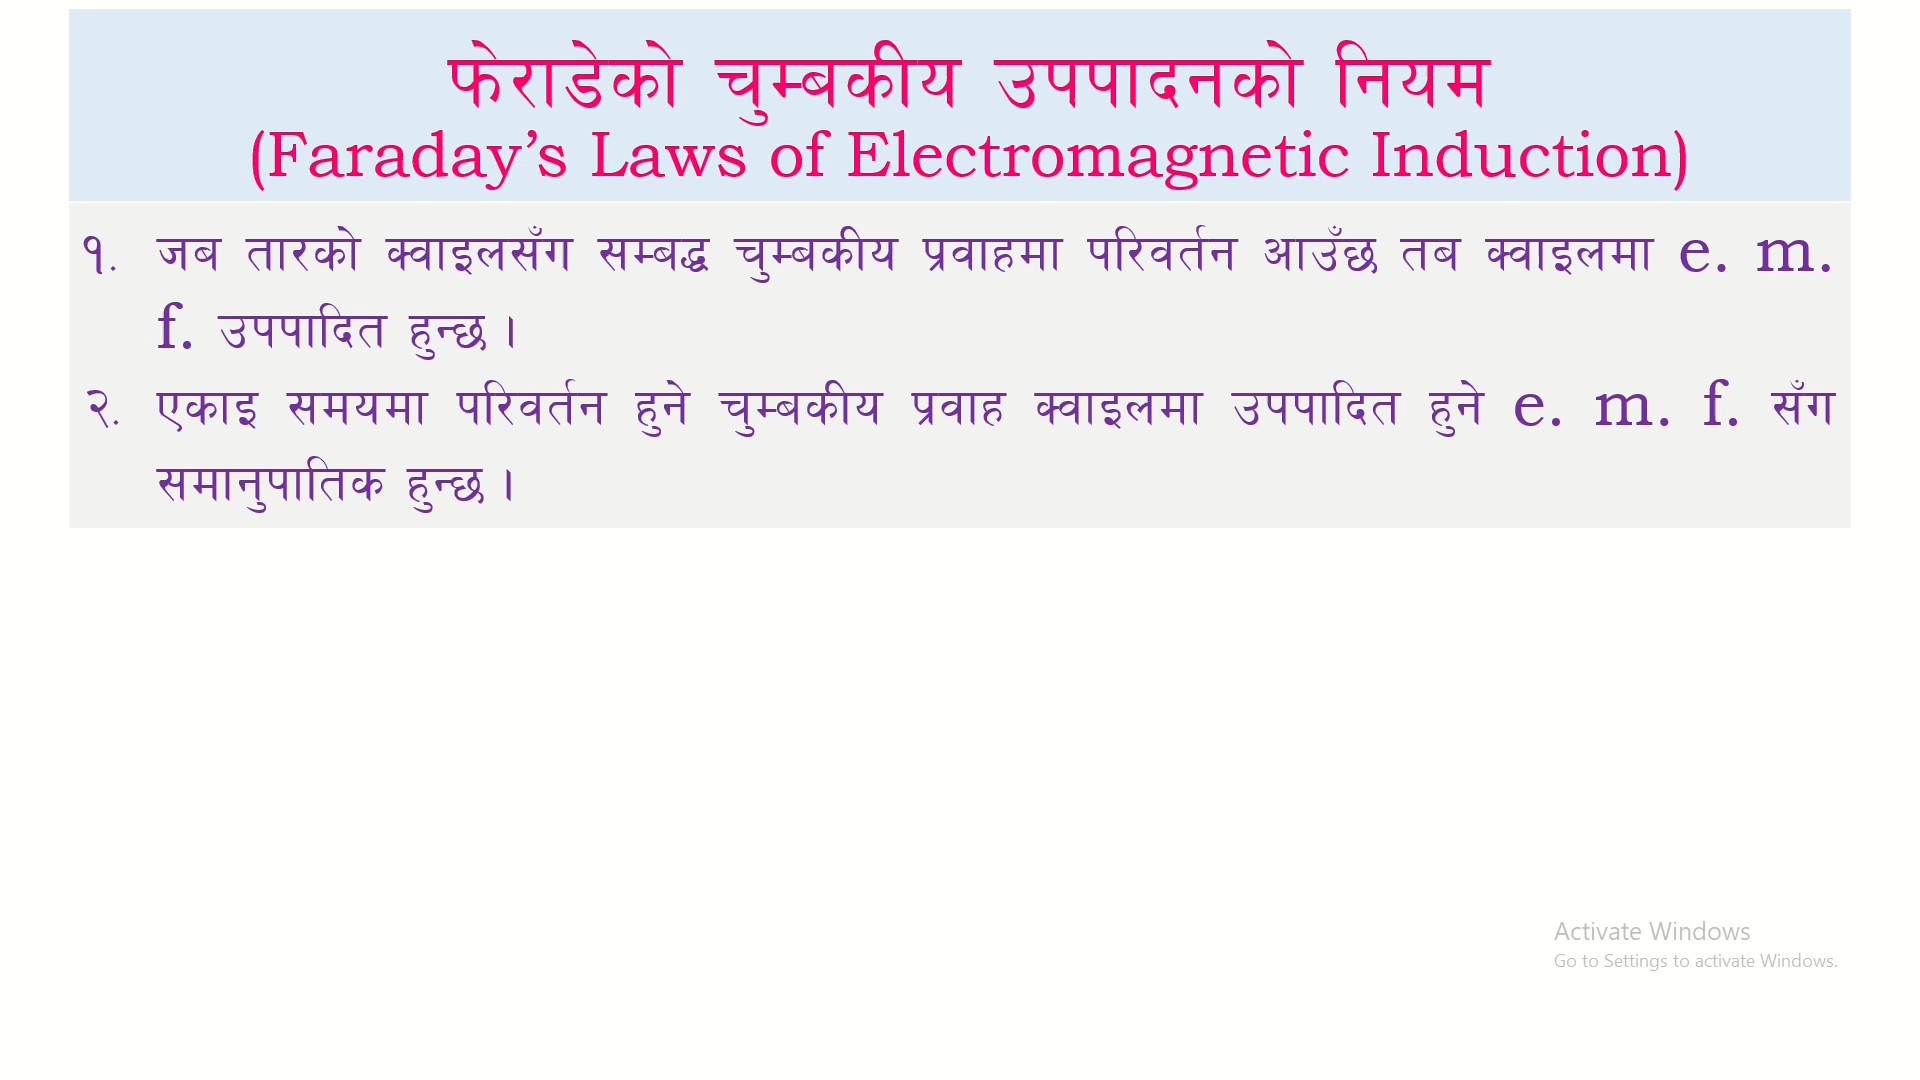 फेराडेको चुम्बकीय उपपादनको नियम
(Faraday’s Laws of Electromagnetic Induction)
१. जब तारको क्वाइलसँग सम्बद्ध चुम्बकीय प्रवाहमा परिवर्तन आउँछ तब क्वाइलमा e. m.
f. उपपादित हुन्छ ।
२. एकाइ समयमा परिवर्तन हुने चुम्बकीय प्रवाह क्वाइलमा उपपादित हुने e. m. f. सँग
समानुपातिक हुन्छ ।
Activate Windows
Go to Settings to activate Windows.